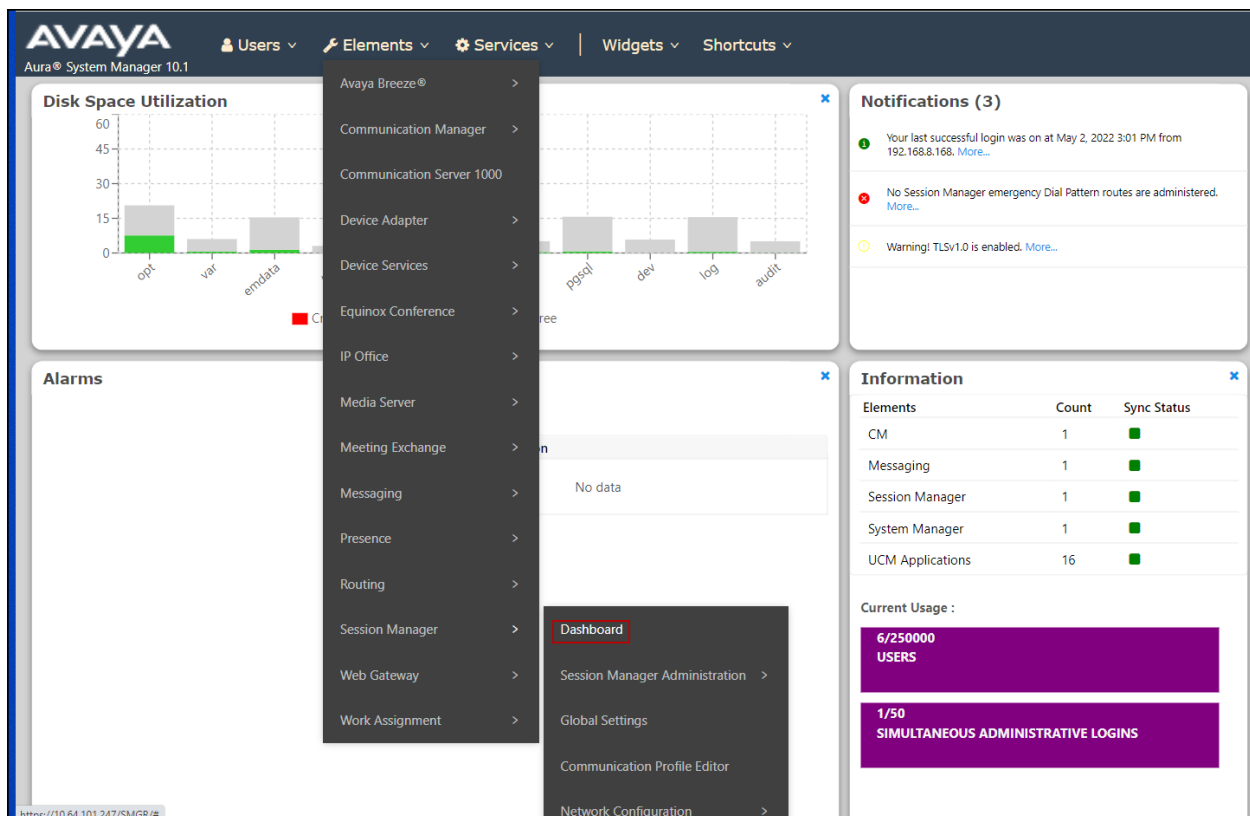 AVAYA
Aura® System Manager 10.1
Users
Elements
Services
Widgets
Shortcuts
Disk Space Utilization
60
45
30
15
0
opt
var
emdata
pgsql
dev
log
audit
ree
Avaya Breeze®
Communication Manager
Communication Server 1000
Device Adapter
Device Services
Equinox Conference
IP Office
Media Server
Meeting Exchange
Messaging
Presence
Routing
Session Manager
Web Gateway
Work Assignment
Dashboard
Session Manager Administration
Global Settings
Communication Profile Editor
Network Configuration
Notifications (3)
Your last successful login was on at May 2, 2022 3:01 PM from
192.168.8.168. More...
No Session Manager emergency Dial Pattern routes are administered.
More...
Warning! TLSv1.0 is enabled. More...
Alarms
No data
Information
Elements Count Sync Status
CM 1
Messaging 1
Session Manager 1
System Manager 1
UCM Applications 16
Current Usage :
6/250000
USERS
1/50
SIMULTANEOUS ADMINISTRATIVE LOGINS
https://10.64.101.247/SMGR/#